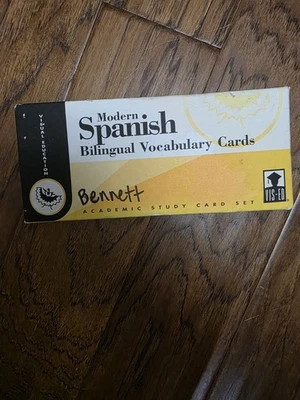 Modern
Spanish
Bilingual Vocabulary Cards
Bennett
ACADEMIC STUDY CARD SET
VISUAL EDUCATION
VIS-ED